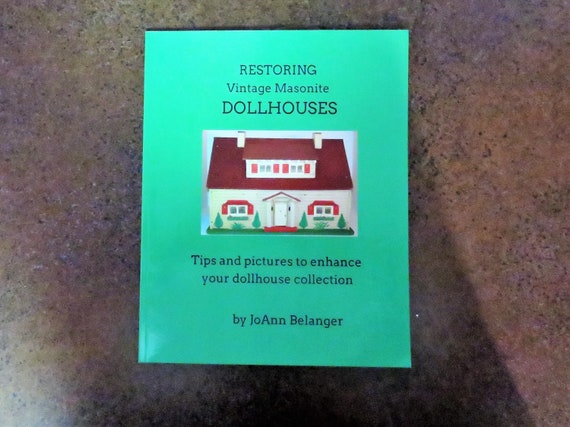 RESTORING
Vintage Masonite
DOLLHOUSES
Tips and pictures to enhance
your dollhouse collection
by JoAnn Belanger